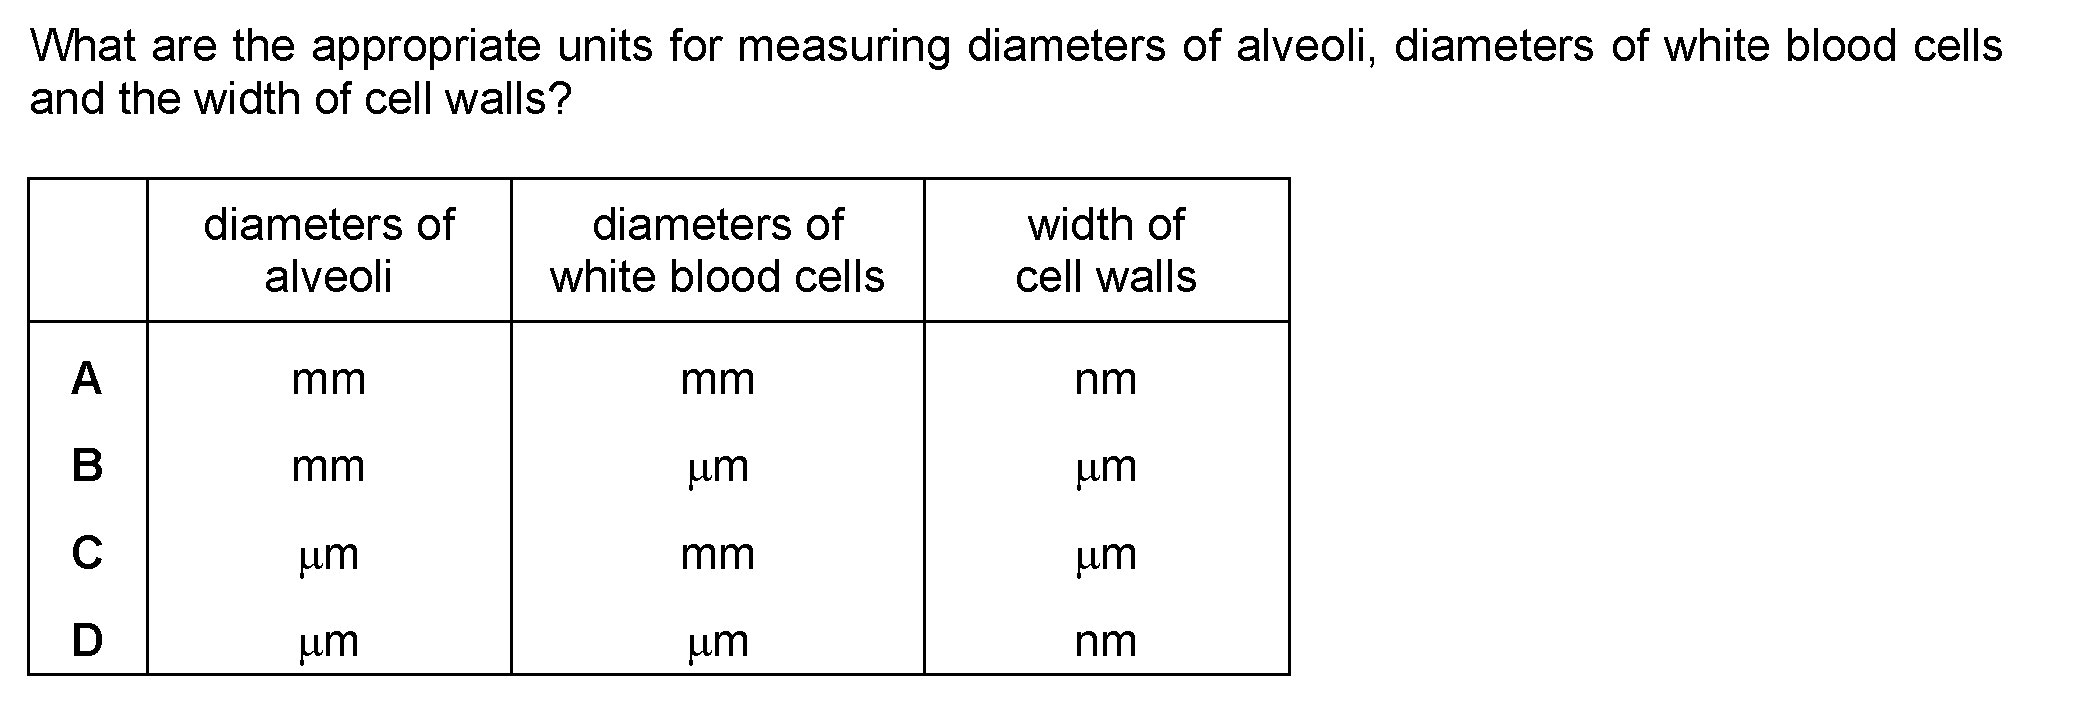 What are the appropriate units for measuring diameters of alveoli, diameters of white blood cells
and the width of cell walls?
diameters of alveoli
diameters of white blood cells
width of cell walls
A mm mm nm
B mm μm μm
C μm mm μm
D μm μm nm